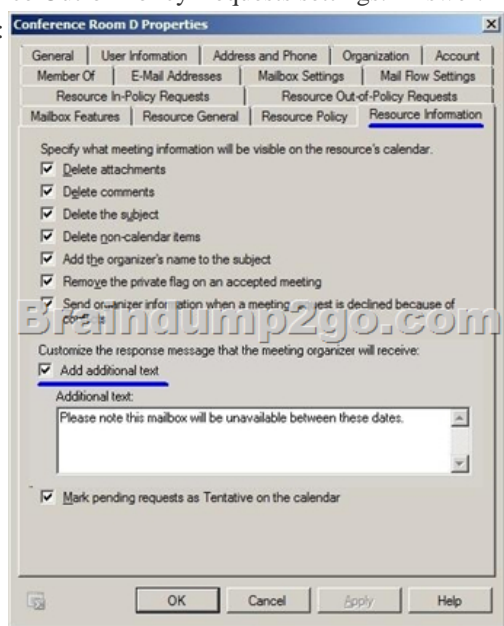 Conference Room D Properties
General User Information Address and Phone Organization Account
Member Of E-Mail Addresses Mailbox Settings Mail Flow Settings
Resource In-Policy Requests Resource Out-of-Policy Requests
Mailbox Features Resource General Resource Policy Resource Information
Specify what meeting information will be visible on the resource's calendar.
Delete attachments
Delete comments
Delete the subject
Delete non-calendar items
Add the organizer's name to the subject
Remove the private flag on an accepted meeting
Send organizer information when a meeting request is declined because of
conflicts
Braindump2go.com
Customize the response message that the meeting organizer will receive:
Add additional text
Additional text:
Please note this mailbox will be unavailable between these dates.
Mark pending requests as Tentative on the calendar
OK Cancel Apply Help